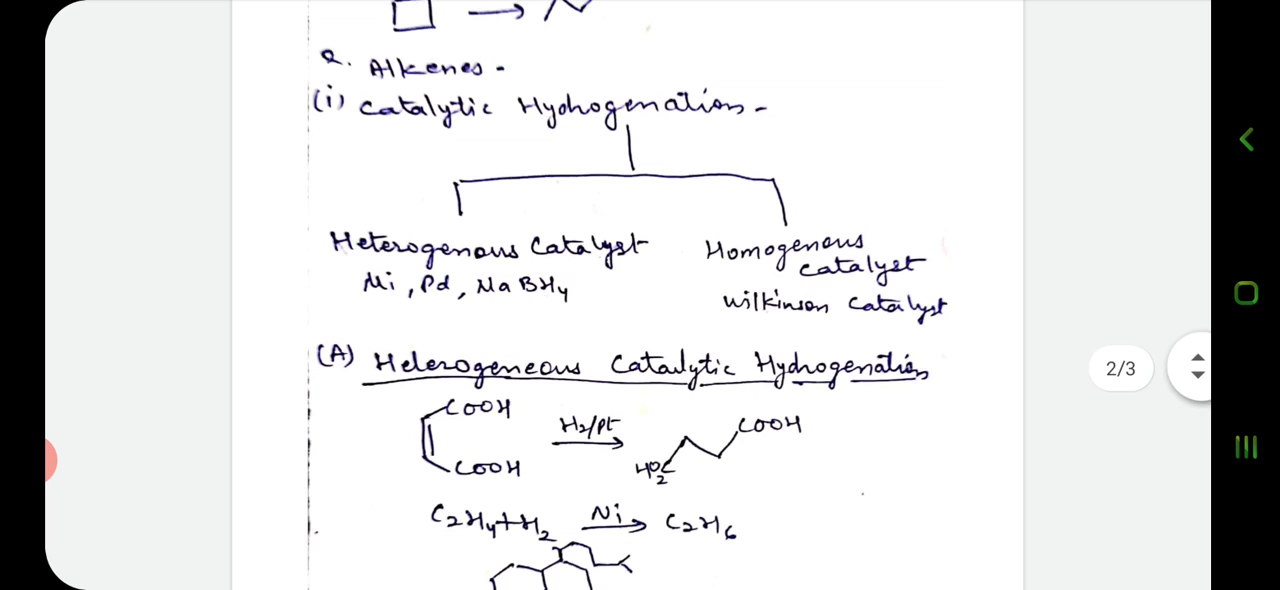 2. Alkenes -
(i) Catalytic Hydrogenation -
Heterogenous Catalyst
Ni, Pd, NaBH4
Homogenous
Catalyst
Wilkinson Catalyst
(A) Heterogeneous Catalytic Hydrogenation
COOH
H2/Pt
COOH
COOH
HO2C
C2H4+H2 Ni C2H6
2/3